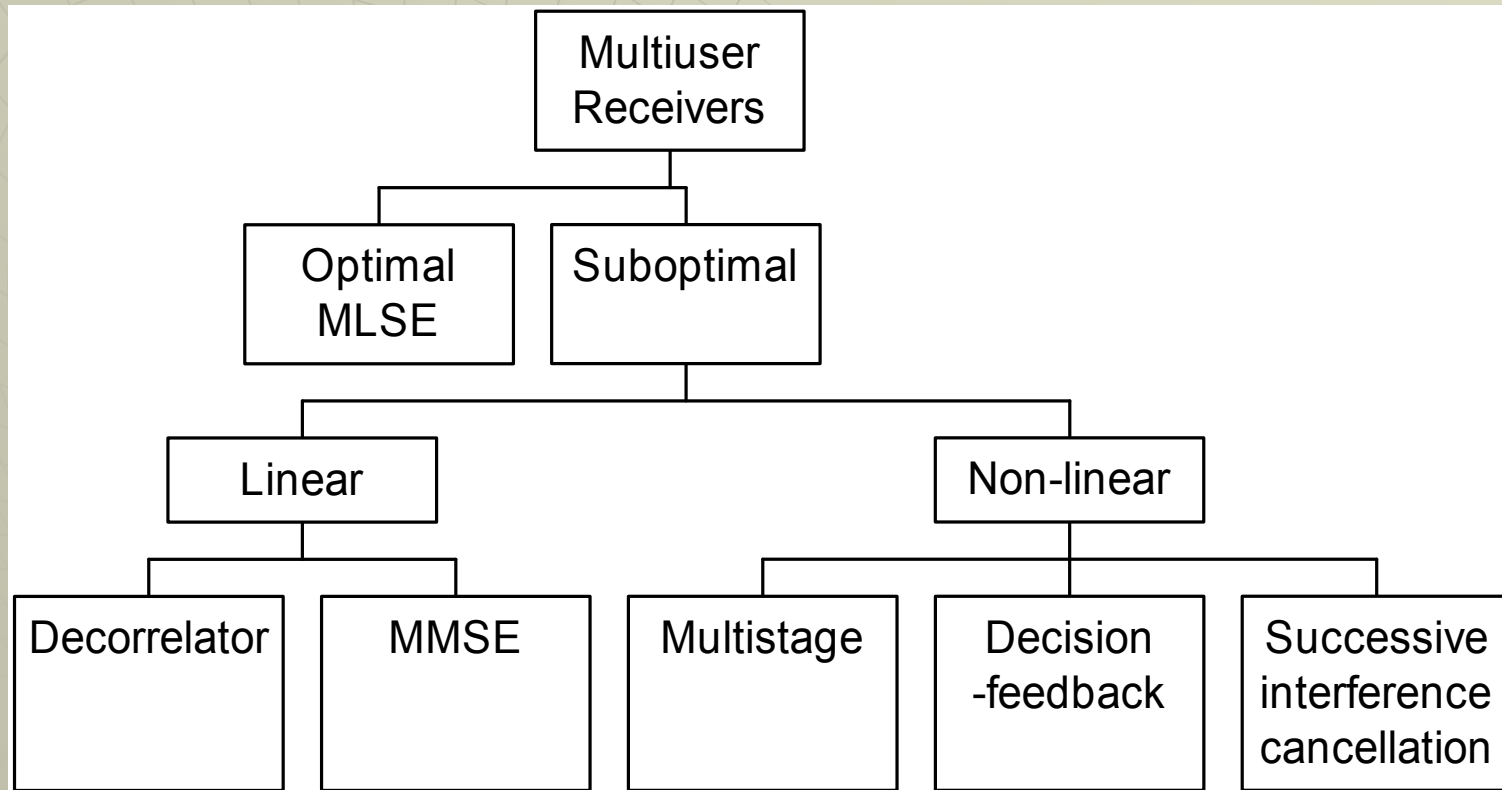 Multiuser
Receivers
Optimal
MLSE
Suboptimal
Linear
Non-linear
Decorrelator
MMSE
Multistage
Decision
-feedback
Successive
interference
cancellation